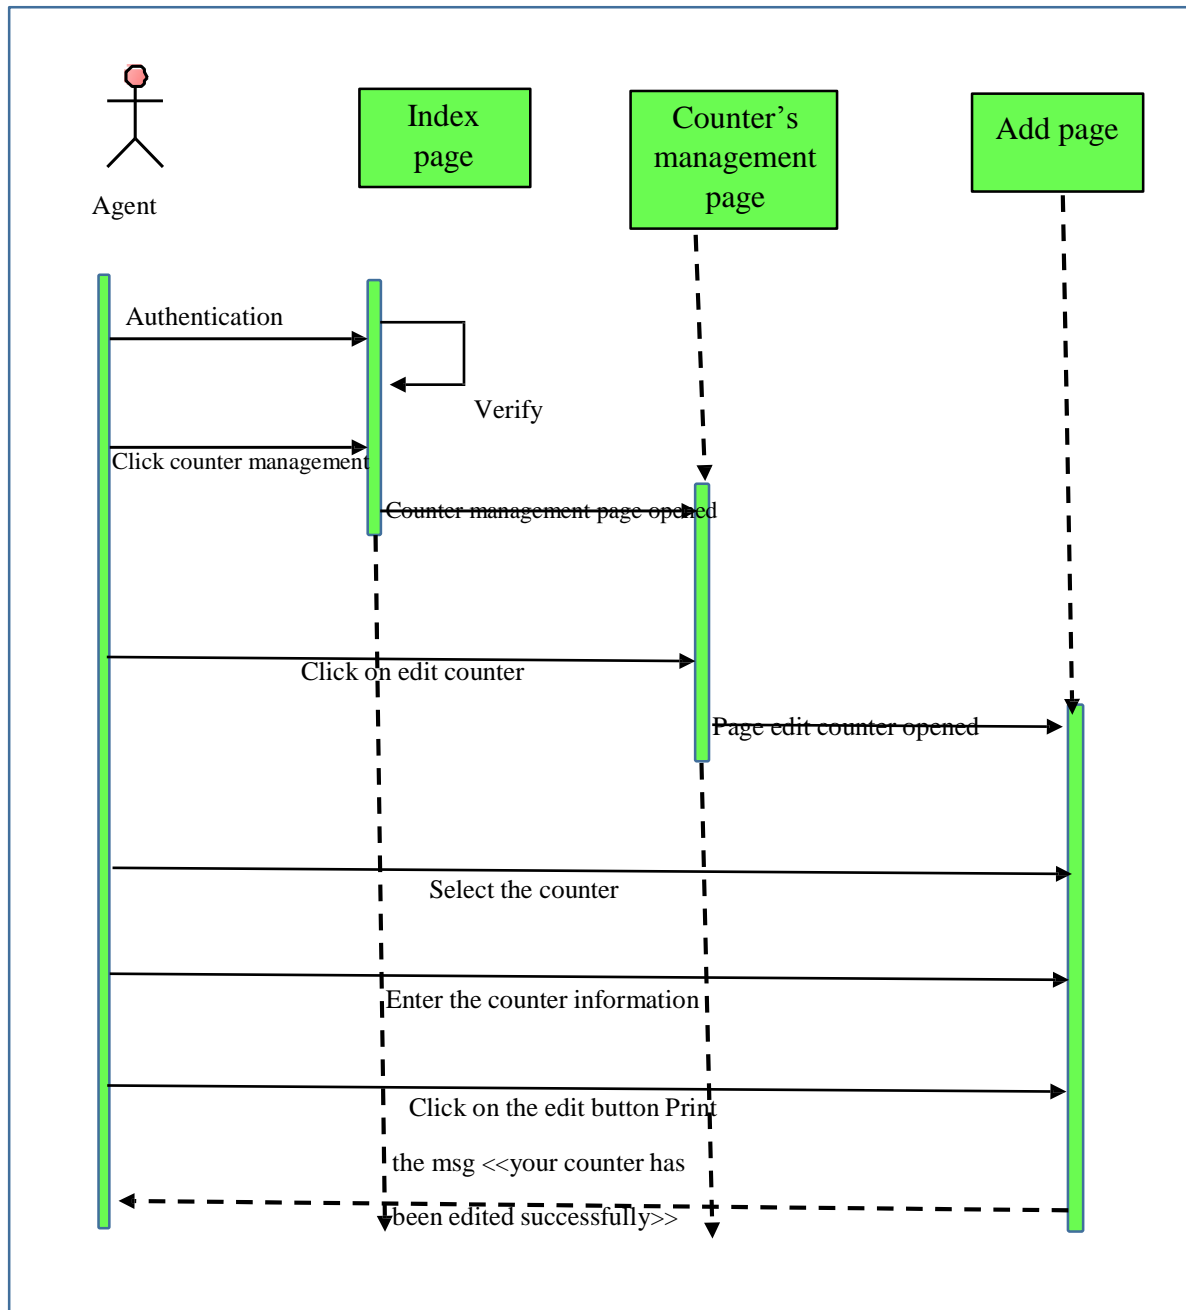 Index
page
Counter’s
management
page
Add page
Agent
Authentication
Verify
Click counter management
Counter management page opened
Click on edit counter
Page edit counter opened
Select the counter
Enter the counter information
Click on the edit button Print
the msg <<your counter has
been edited successfully>>